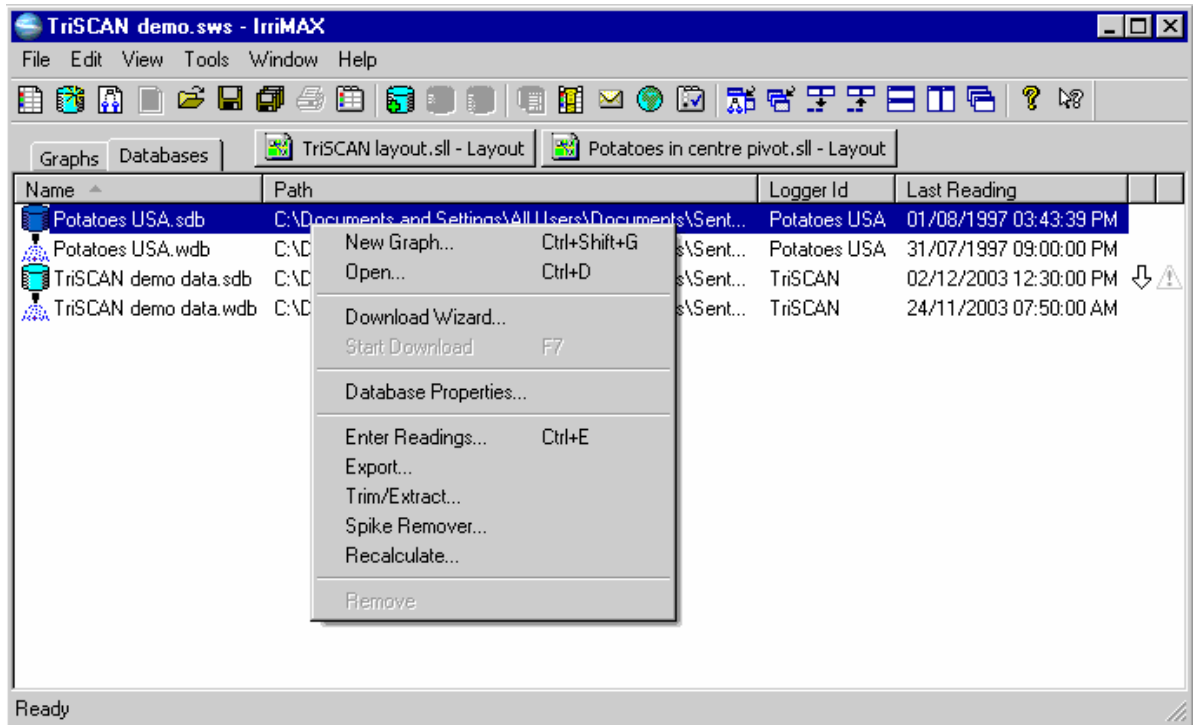 TriSCAN demo.sws - IrriMAX
File Edit View Tools Window Help
Graphs Databases TriSCAN layout.sll - Layout Potatoes in centre pivot.sll - Layout
Name Path Logger Id Last Reading
Potatoes USA.sdb C:\Documents and Settings\All Users\Documents\Sent... Potatoes USA 01/08/1997 03:43:39 PM
Potatoes USA.wdb C:\D s\Sent... Potatoes USA 31/07/1997 09:00:00 PM
TriSCAN demo data.sdb C:\D s\Sent... TriSCAN 02/12/2003 12:30:00 PM
TriSCAN demo data.wdb C:\D s\Sent... TriSCAN 24/11/2003 07:50:00 AM
New Graph... Ctrl+Shift+G
Open... Ctrl+D
Download Wizard...
Start Download F7
Database Properties...
Enter Readings... Ctrl+E
Export...
Trim/Extract...
Spike Remover...
Recalculate...
Remove
Ready